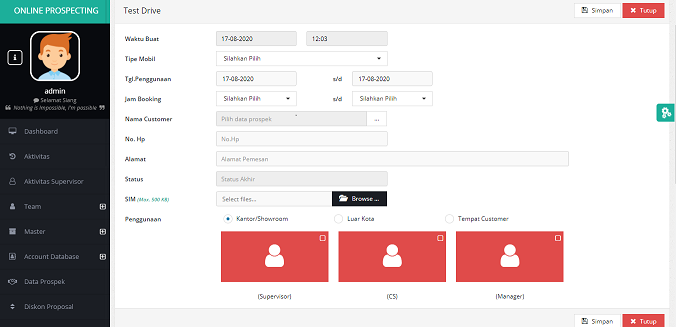 ONLINE PROSPECTING
admin
Selamat Siang
Nothing is impossible, I'm possible
Dashboard
Aktivitas
Aktivitas Supervisor
Team
Master
Account Database
Data Prospek
Diskon Proposal
Test Drive
Simpan
Tutup
Waktu Buat 17-08-2020 12:03
Tipe Mobil Silahkan Pilih
Tgl.Penggunaan 17-08-2020 s/d 17-08-2020
Jam Booking Silahkan Pilih s/d Silahkan Pilih
Nama Customer Pilih data prospek ...
No. Hp No.Hp
Alamat Alamat Pemesan
Status Status Akhir
SIM (Max. 500 KB) Select files... Browse ...
Penggunaan Kantor/Showroom Luar Kota Tempat Customer
(Supervisor) (CS) (Manager)
Simpan
Tutup